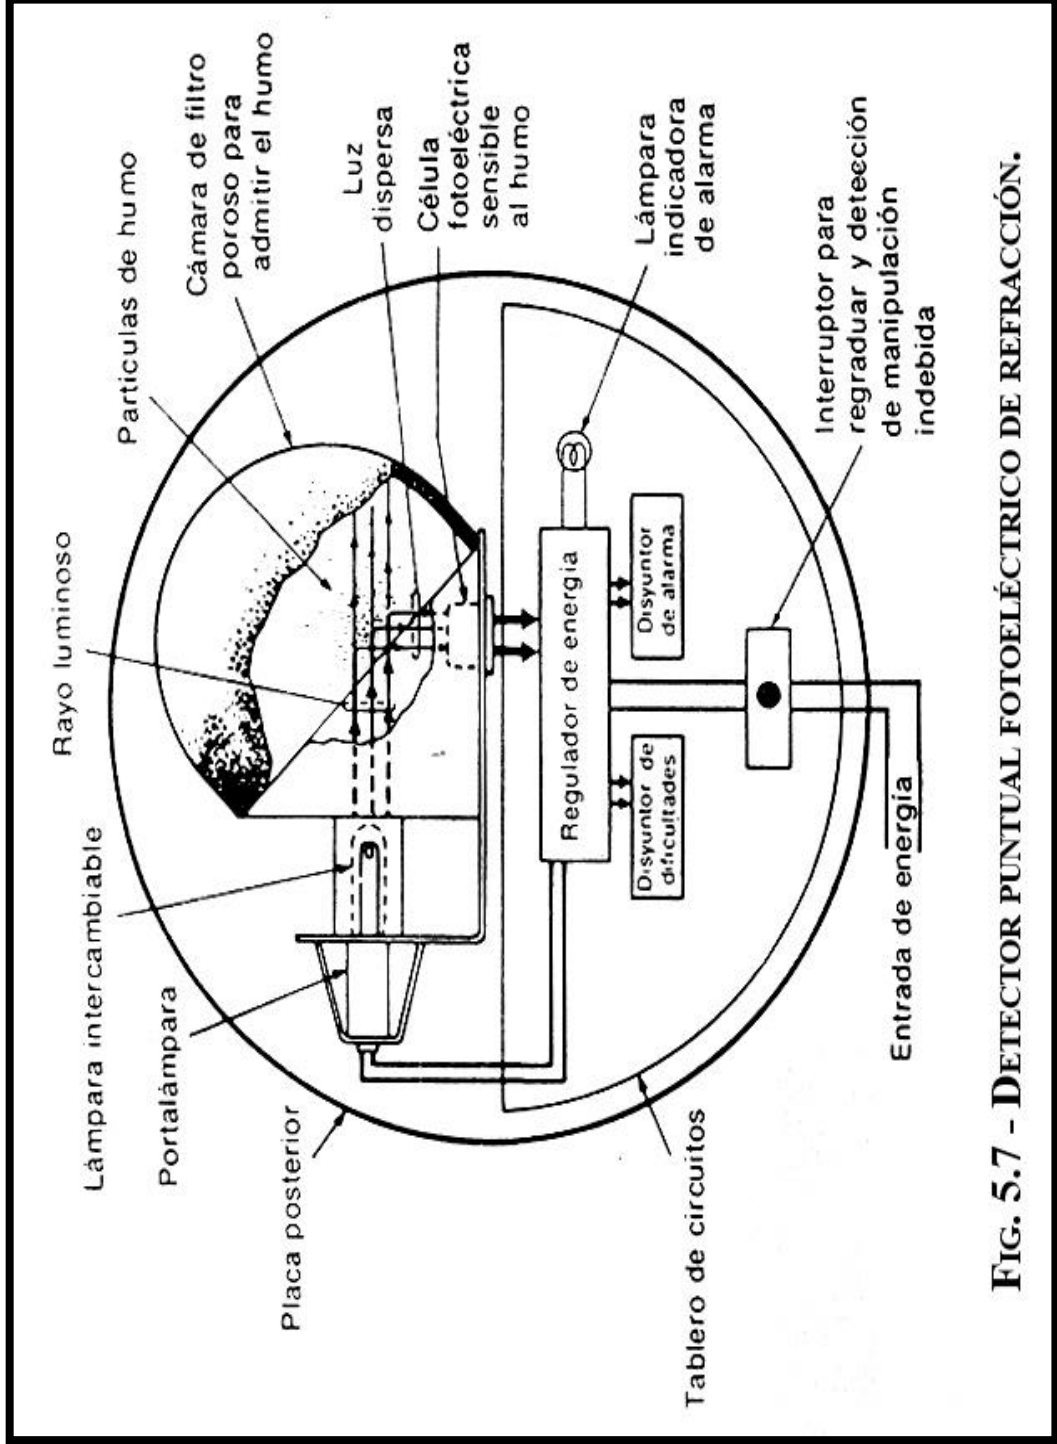 Lámpara intercambiable
Portalámpara
Placa posterior
Rayo luminoso
Particulas de humo
Cámara de filtro
poroso para
admitir el humo
Luz
dispersa
Célula
fotoeléctrica
sensible
al humo
Lámpara
indicadora
de alarma
Interruptor para
regraduar y detección
de manipulación
indebida
Regulador de energía
Disyuntor de
dificultades
Disyuntor
de alarma
Tablero de circuitos
Entrada de energía
FIG. 5.7 - DETECTOR PUNTUAL FOTOELÉCTRICO DE REFRACCIÓN.